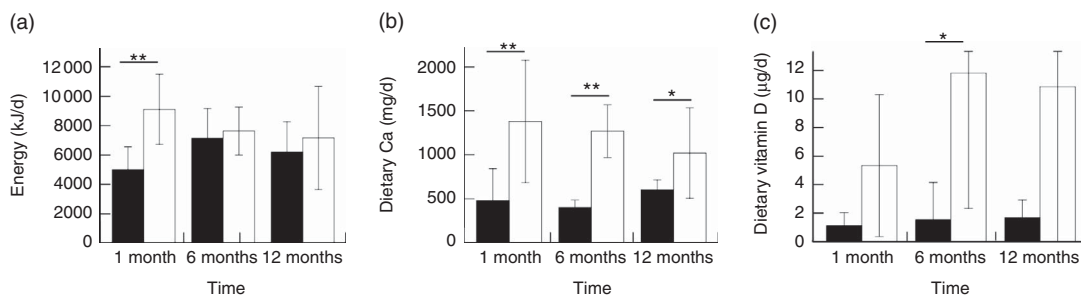 (a)
Energy (kJ/d)
12 000
10 000
8000
6000
4000
2000
0
**
1 month 6 months 12 months
Time
(b)
Dietary Ca (mg/d)
2000
1500
1000
500
0
**
**
*
1 month 6 months 12 months
Time
(c)
Dietary vitamin D (µg/d)
12
10
8
6
4
2
0
*
1 month 6 months 12 months
Time